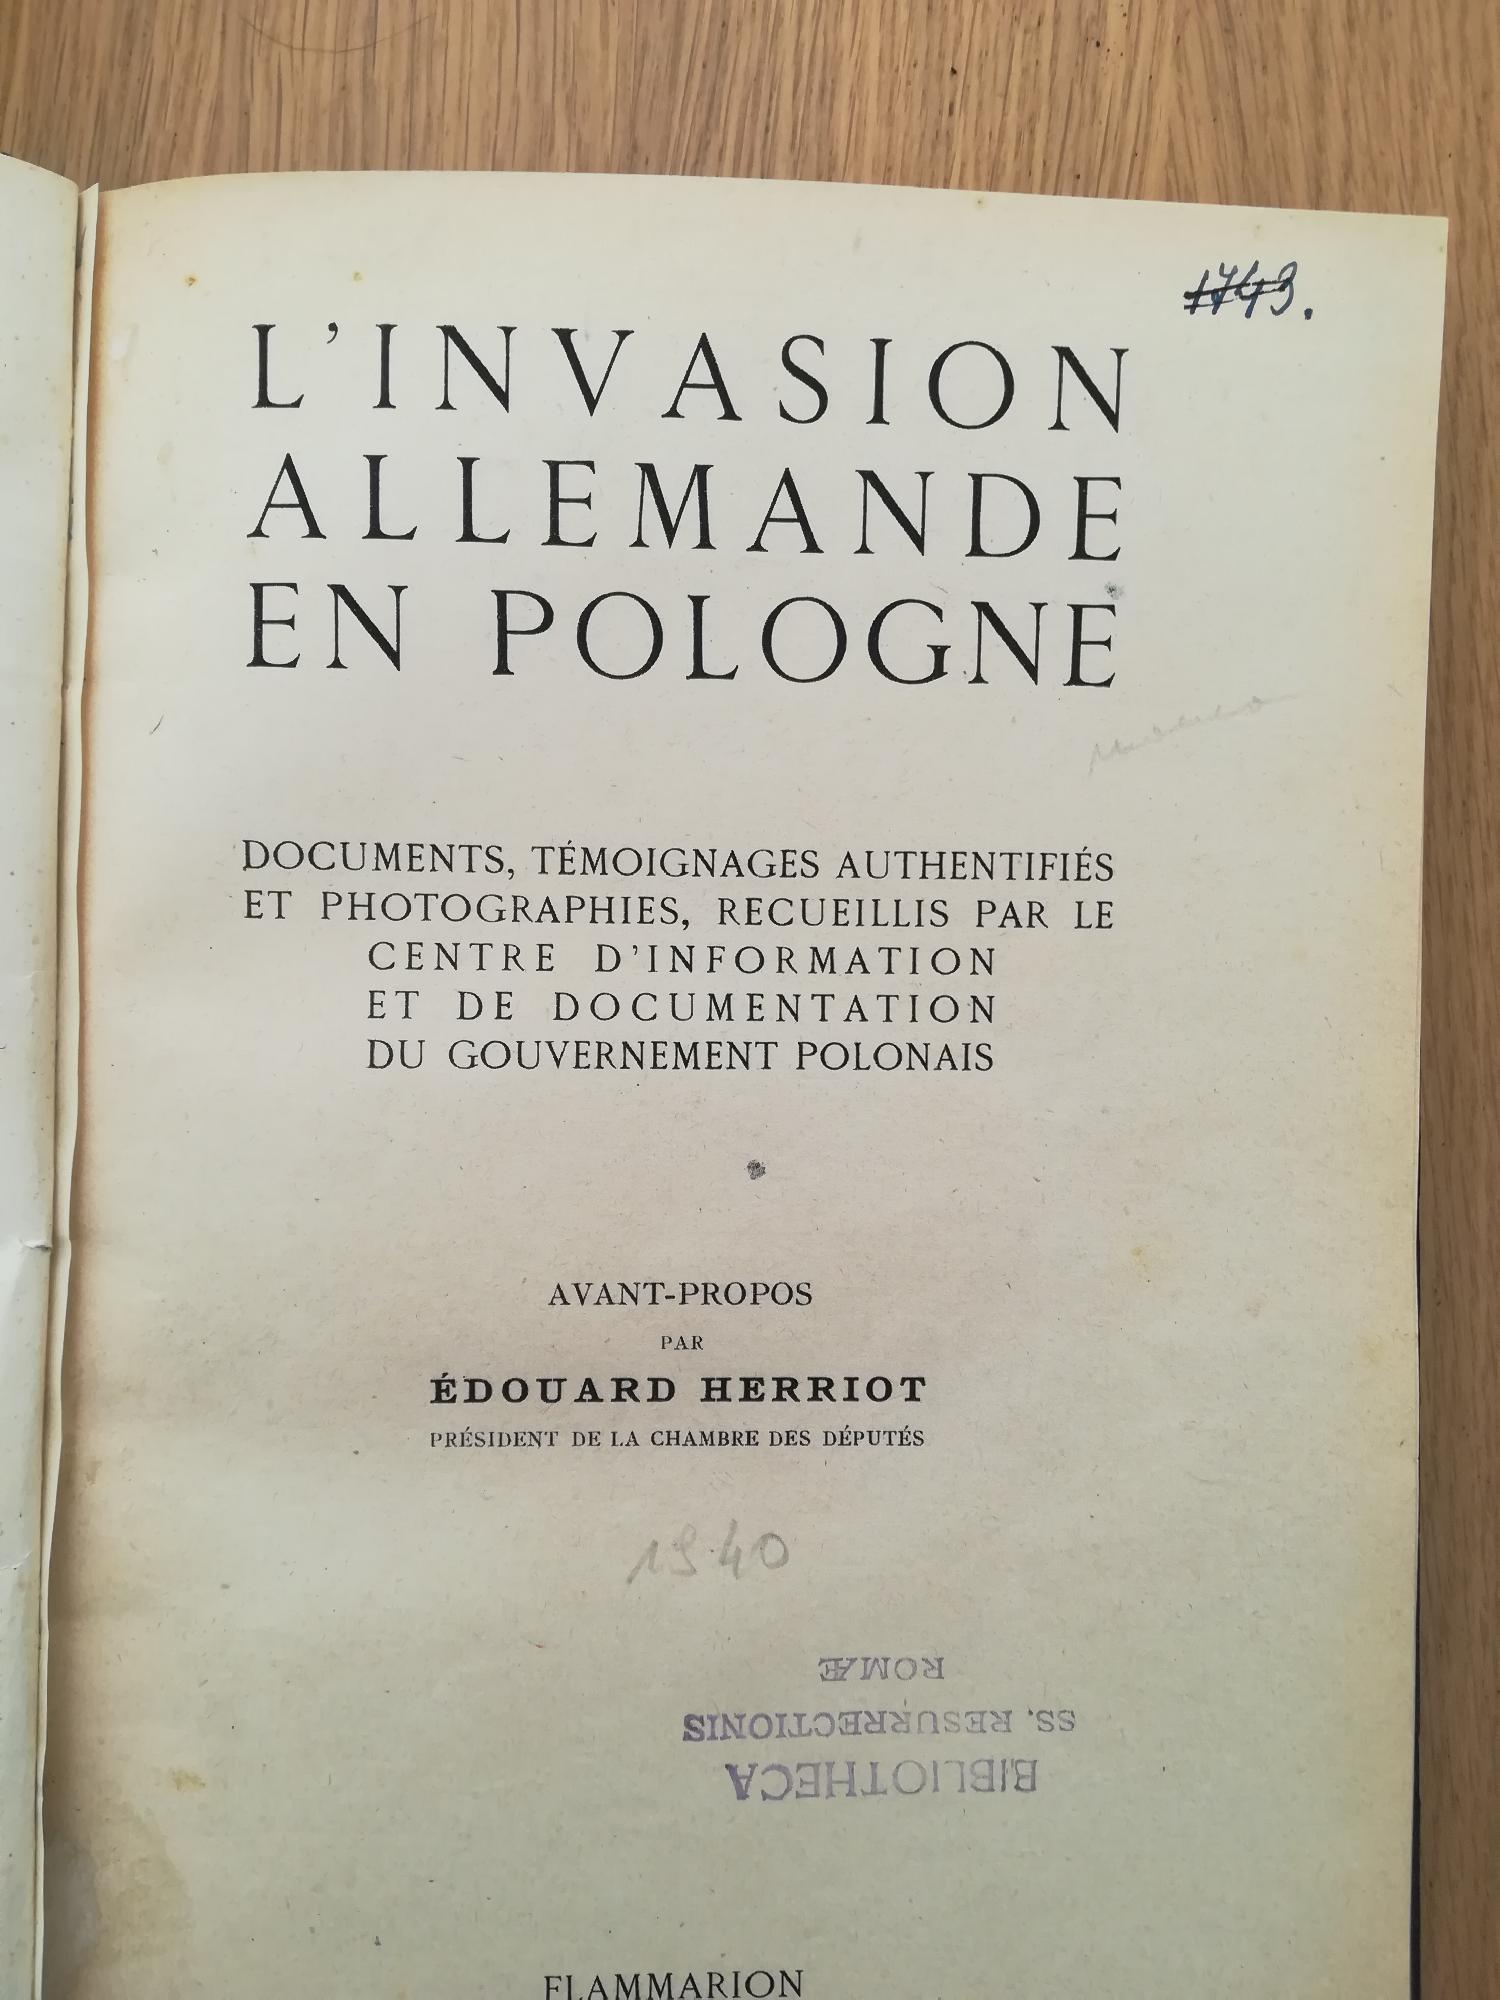 1743.
L'INVASION
ALLEMANDE
EN POLOGNE
DOCUMENTS, TÉMOIGNAGES AUTHENTIFIÉS
ET PHOTOGRAPHIES, RECUEILLIS PAR LE
CENTRE D'INFORMATION
ET DE DOCUMENTATION
DU GOUVERNEMENT POLONAIS
AVANT-PROPOS
PAR
ÉDOUARD HERRIOT
PRÉSIDENT DE LA CHAMBRE DES DÉPUTÉS
1940
BIBLIOTHECA
SS. RESURRECTIONIS
ROMÆ
FLAMMARION